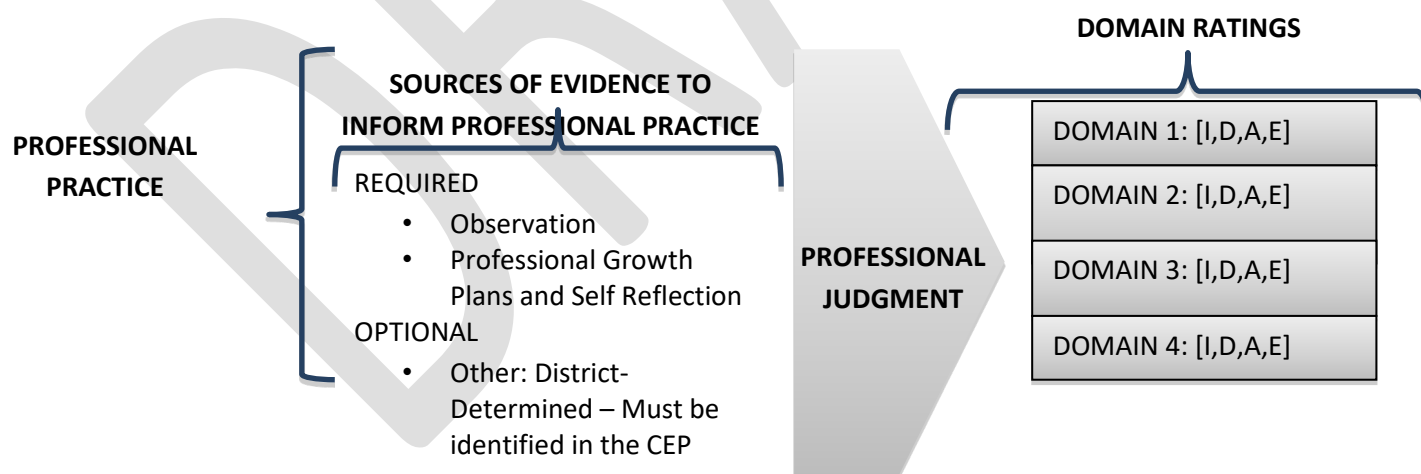 PROFESSIONAL
PRACTICE
SOURCES OF EVIDENCE TO
INFORM PROFESSIONAL PRACTICE
REQUIRED
• Observation
• Professional Growth
Plans and Self Reflection
OPTIONAL
• Other: District-
Determined – Must be
identified in the CEP
PROFESSIONAL
JUDGMENT
DOMAIN RATINGS
DOMAIN 1: [I,D,A,E]
DOMAIN 2: [I,D,A,E]
DOMAIN 3: [I,D,A,E]
DOMAIN 4: [I,D,A,E]